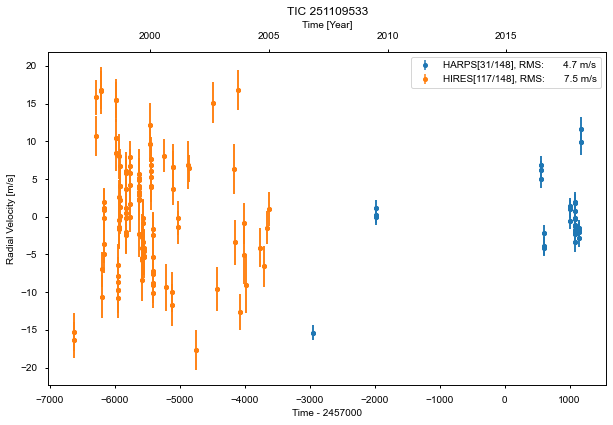 TIC 251109533
Time [Year]
2000 2005 2010 2015
HARPS[31/148], RMS: 4.7 m/s
HIRES[117/148], RMS: 7.5 m/s
Radial Velocity [m/s]
20
15
10
5
0
−5
−10
−15
−20
−7000 −6000 −5000 −4000 −3000 −2000 −1000 0 1000
Time - 2457000